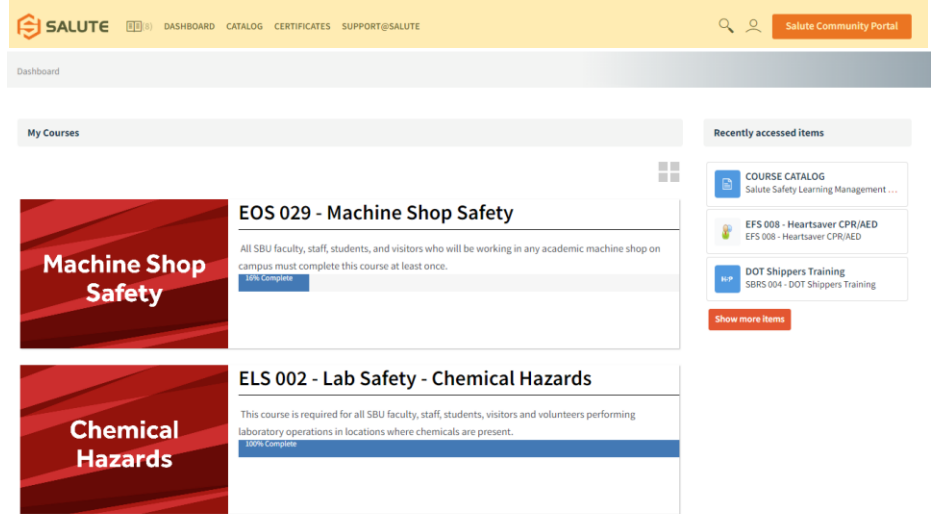 SALUTE DASHBOARD CATALOG CERTIFICATES SUPPORT@SALUTE Salute Community Portal
Dashboard
My Courses
Machine Shop
Safety
EOS 029 - Machine Shop Safety
All SBU faculty, staff, students, and visitors who will be working in any academic machine shop on
campus must complete this course at least once.
16% Complete
Chemical
Hazards
ELS 002 - Lab Safety - Chemical Hazards
This course is required for all SBU faculty, staff, students, visitors and volunteers performing
laboratory operations in locations where chemicals are present.
100% Complete
Recently accessed items
COURSE CATALOG
Salute Safety Learning Management ...
EFS 008 - Heartsaver CPR/AED
EFS 008 - Heartsaver CPR/AED
H-P
DOT Shippers Training
SBRS 004 - DOT Shippers Training
Show more items